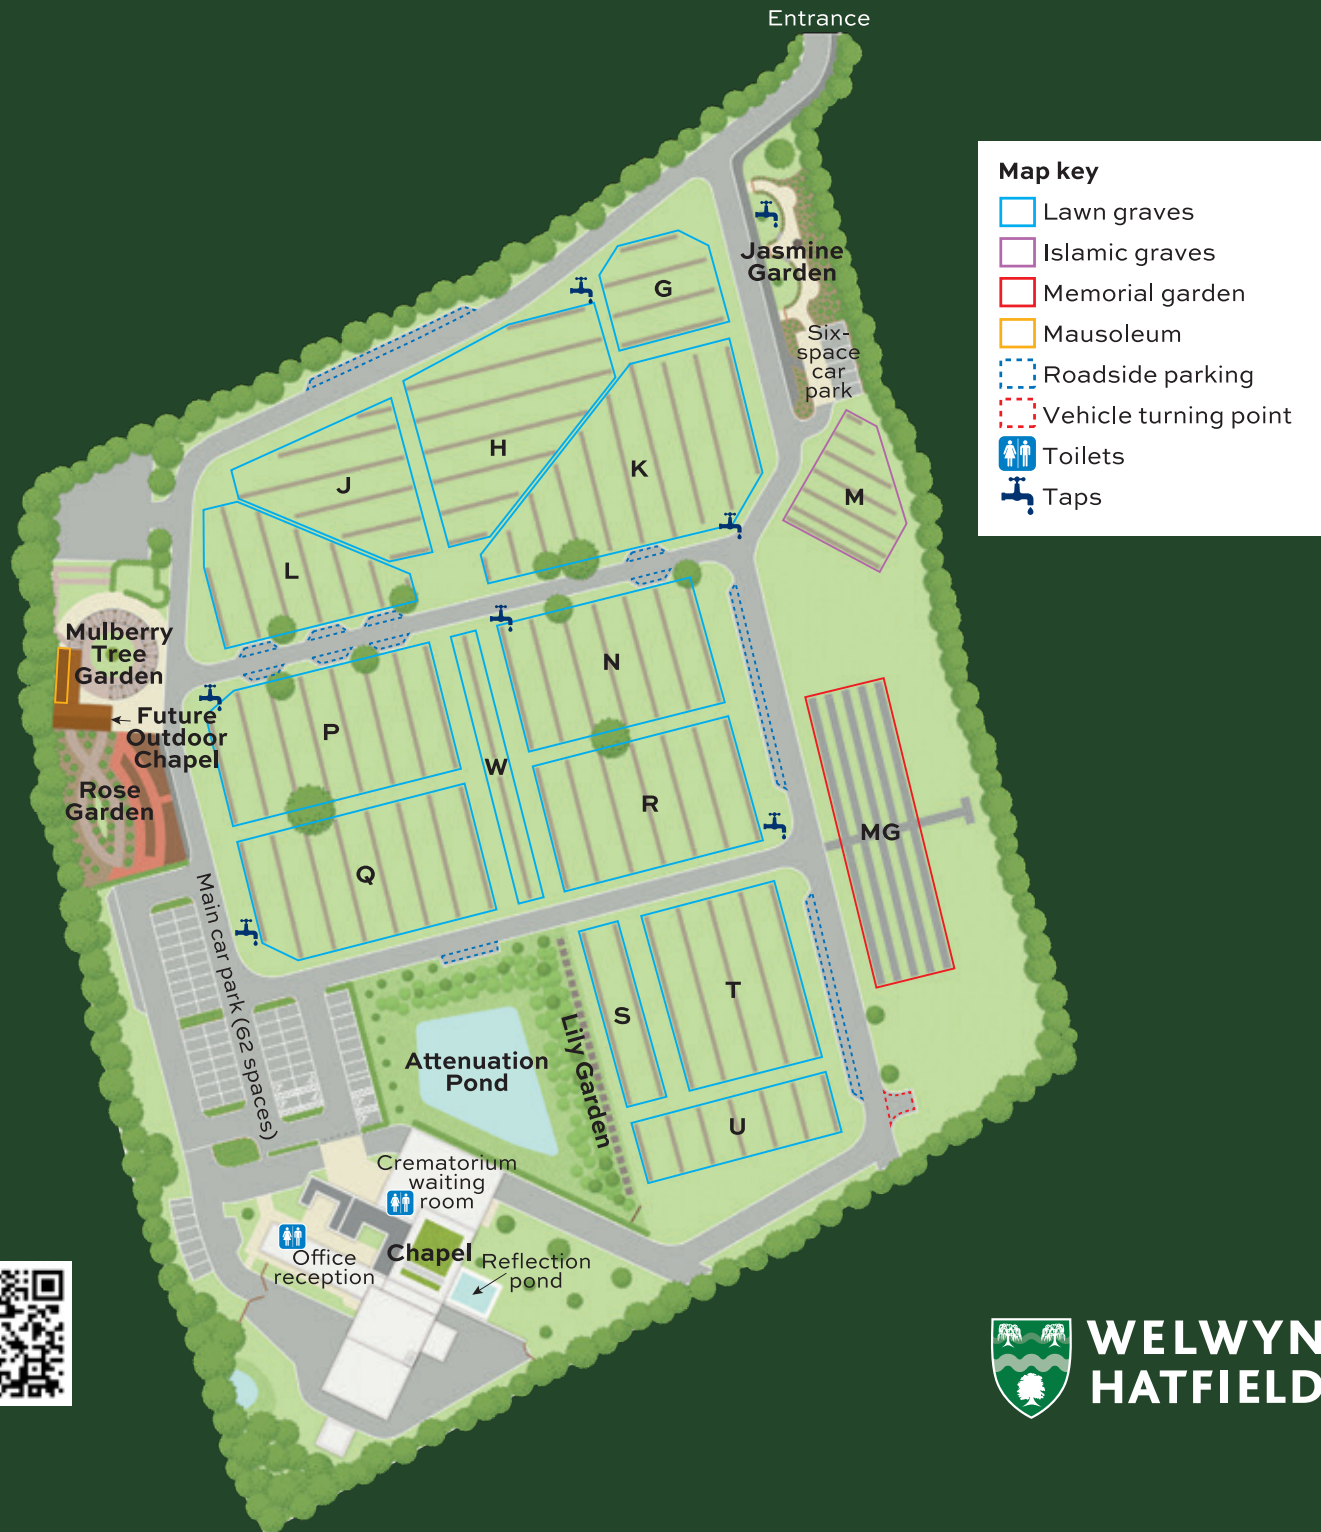 Entrance
Map key
Lawn graves
Islamic graves
Memorial garden
Mausoleum
Roadside parking
Vehicle turning point
Toilets
Taps
Jasmine
Garden
Six-
space
car
park
G
H
J
K
L
M
Mulberry
Tree
Garden
Future
Outdoor
Chapel
Rose
Garden
N
P
W
R
Q
MG
Main car park (62 spaces)
S
T
U
Lily Garden
Attenuation
Pond
Crematorium
waiting
room
Office
reception
Chapel
Reflection
pond
WELWYN
HATFIELD